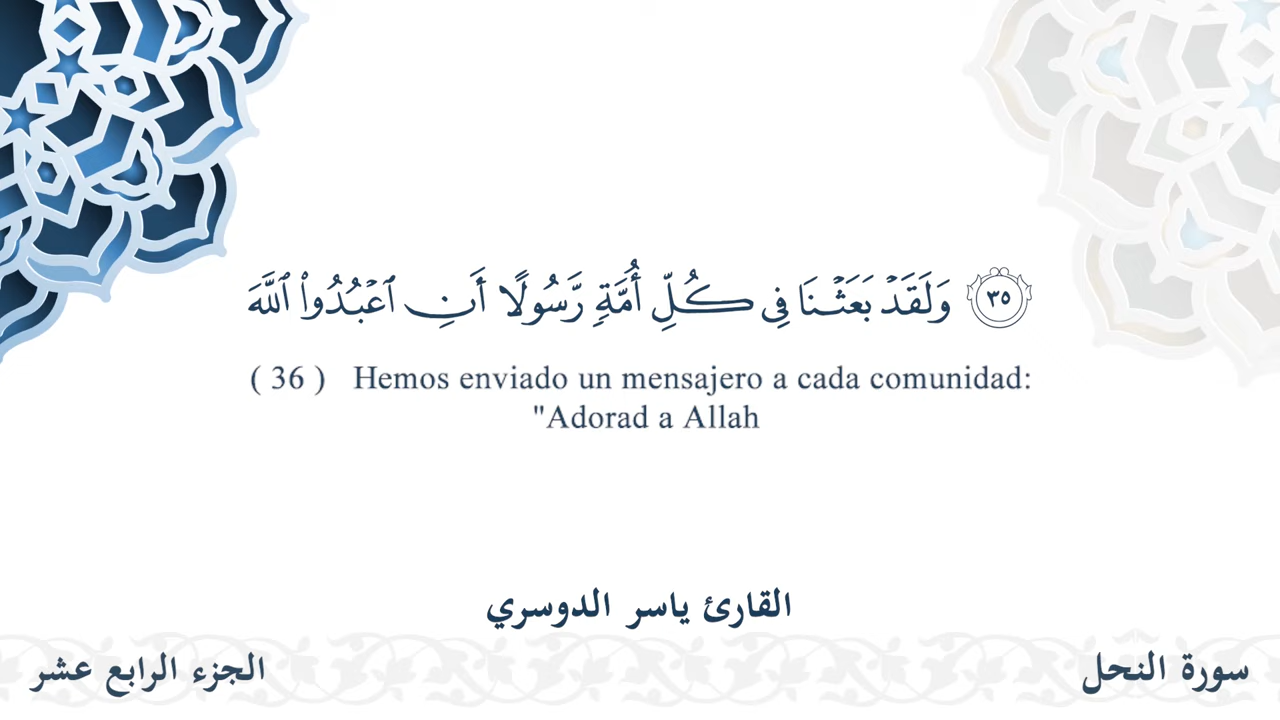 ٣٥ وَلَقَدۡ بَعَثۡنَا فِي كُلِّ أُمَّةٖ رَّسُولًا أَنِ ٱعۡبُدُواْ ٱللَّهَ
( 36 ) Hemos enviado un mensajero a cada comunidad:
"Adorad a Allah
القارئ ياسر الدوسري
سورة النحل
الجزء الرابع عشر